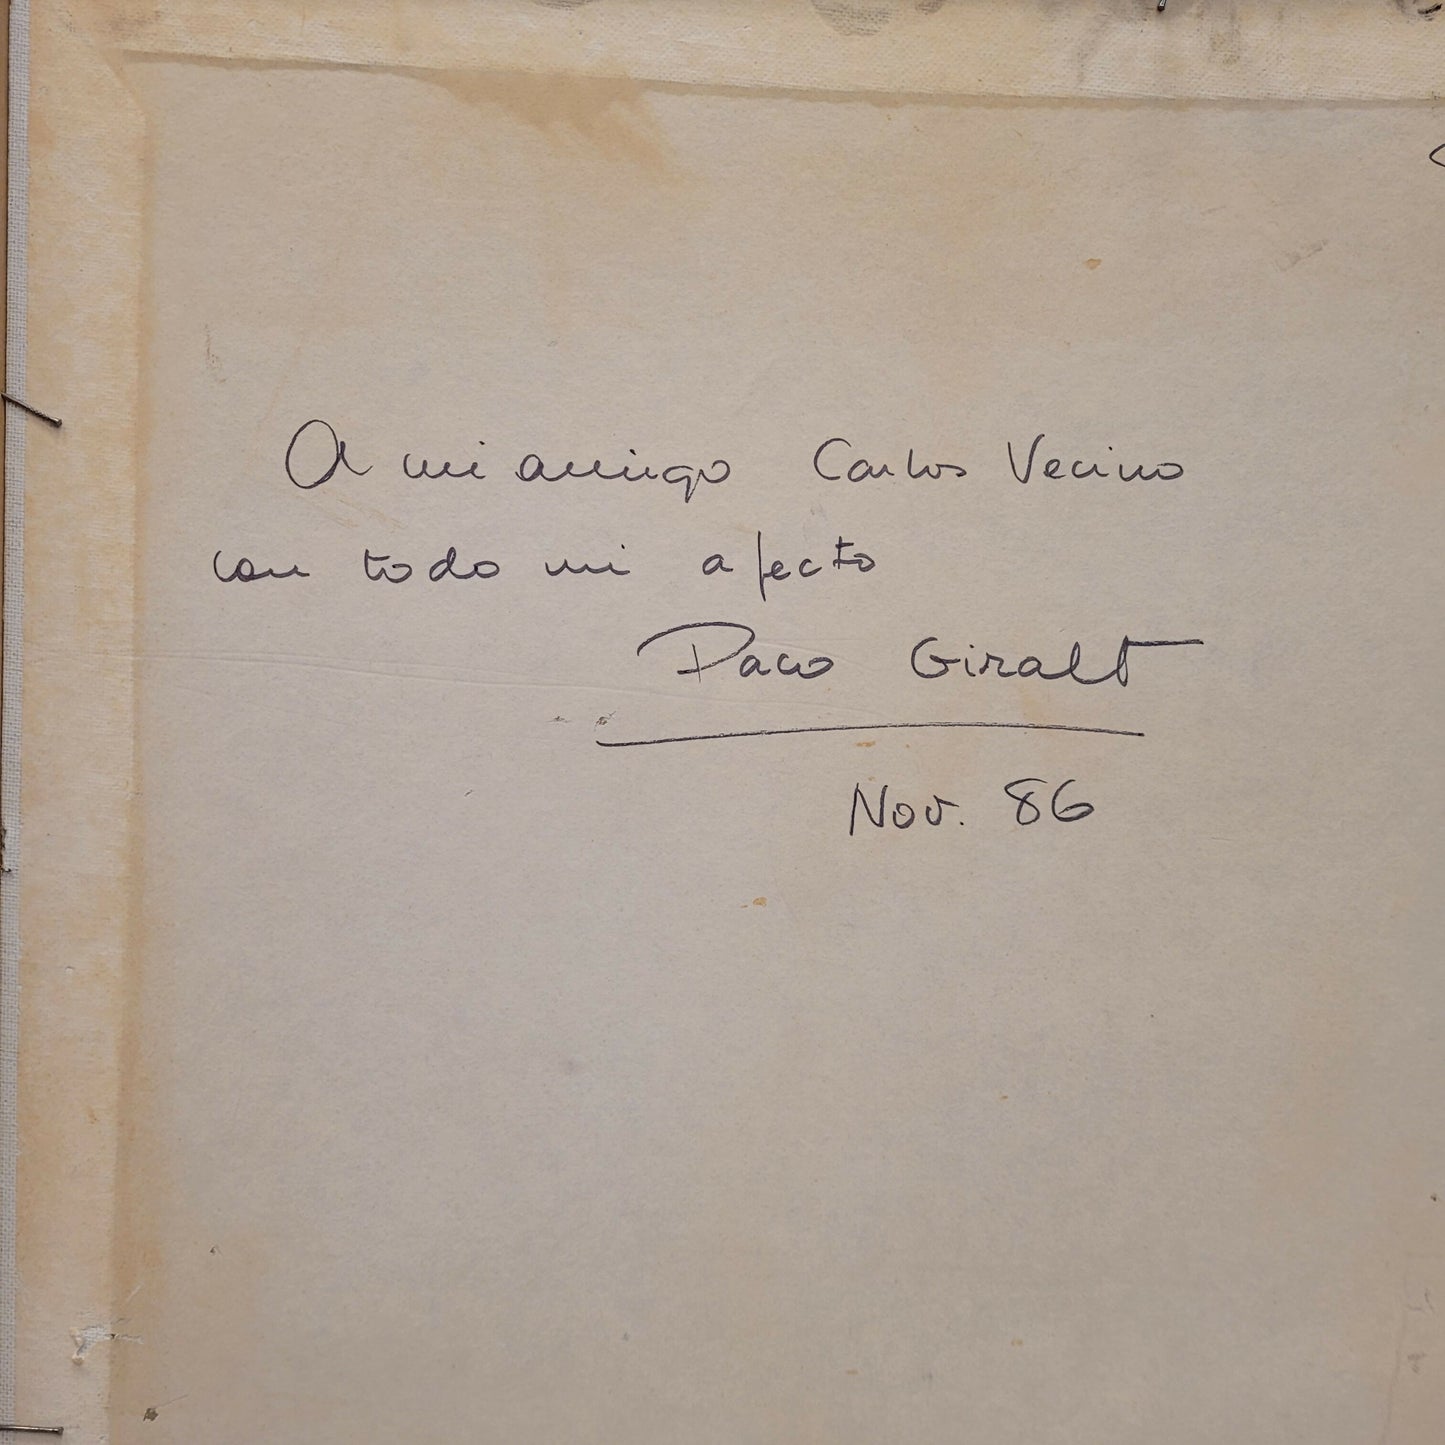 A mi amigo Carlos Vecino
con todo mi afecto
Paco Giralt
Nov. 86